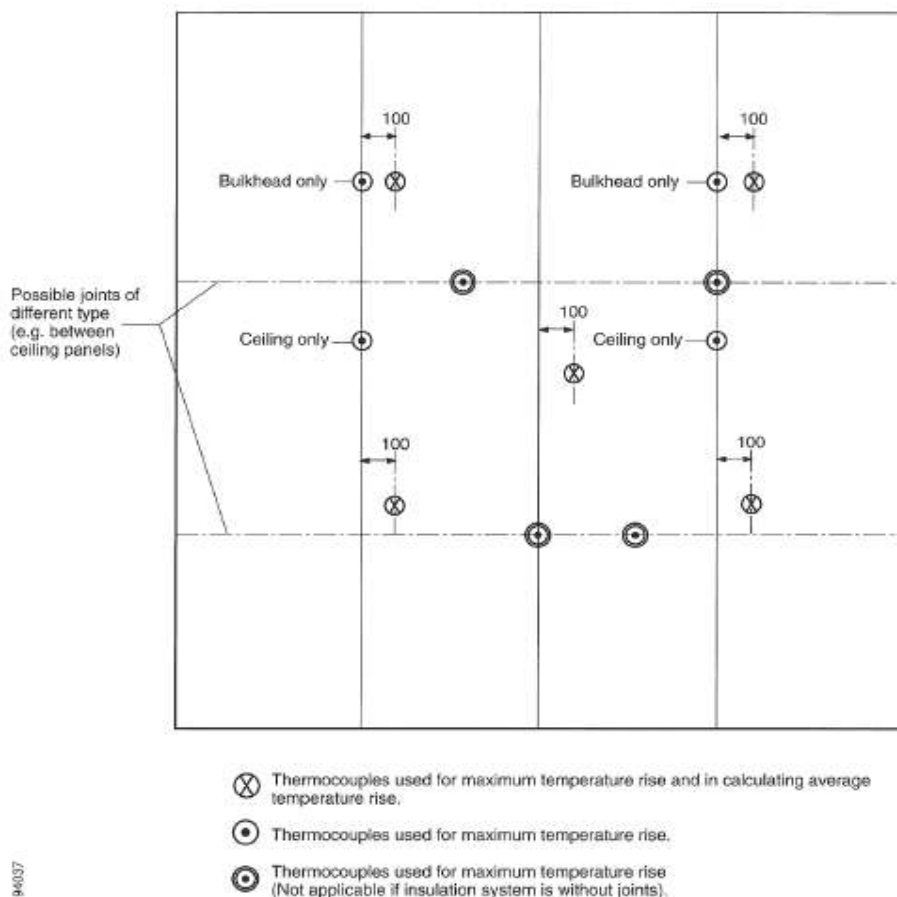 100
100
Bulkhead only
Bulkhead only
Possible joints of
different type
(e.g. between
ceiling panels)
100
Ceiling only
Ceiling only
100
100
Thermocouples used for maximum temperature rise and in calculating average
temperature rise.
Thermocouples used for maximum temperature rise.
Thermocouples used for maximum temperature rise
(Not applicable if insulation system is without joints).
94037